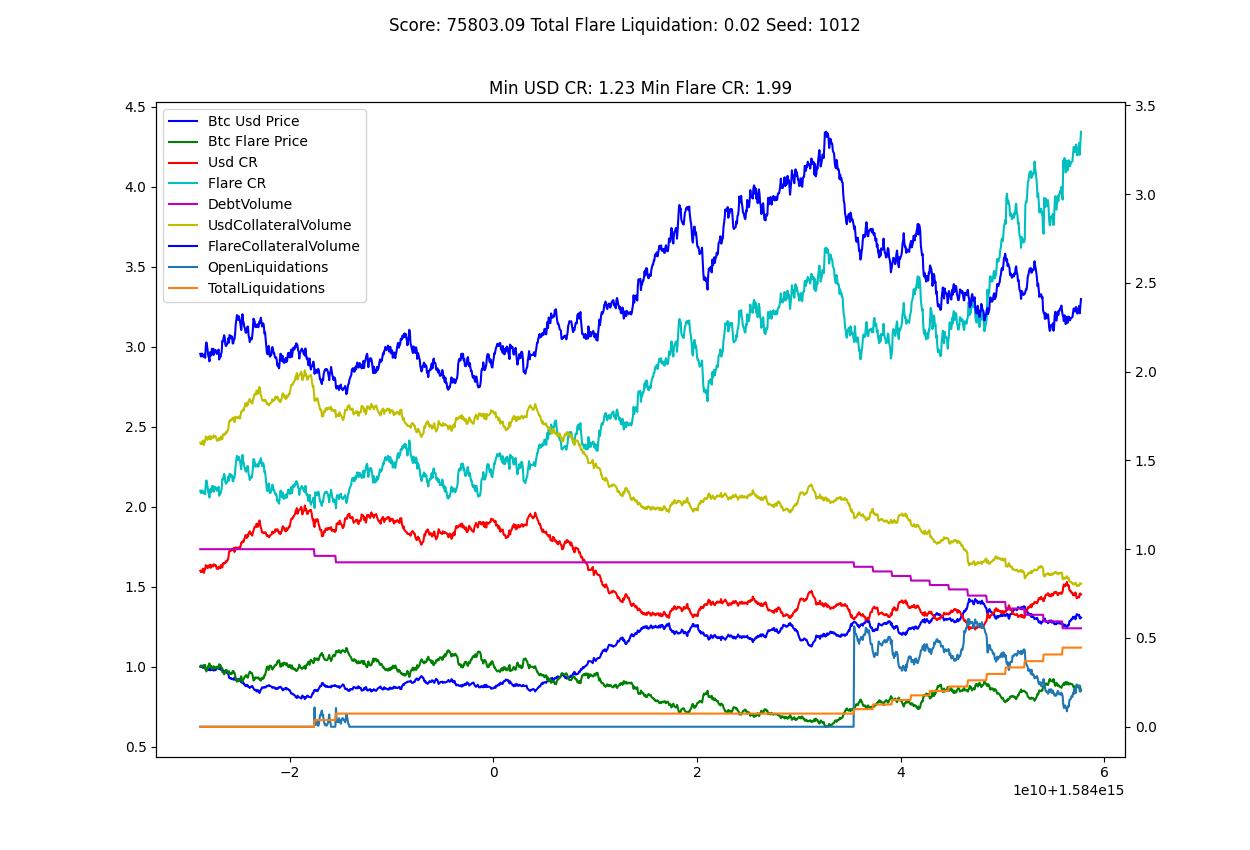 Score: 75803.09 Total Flare Liquidation: 0.02 Seed: 1012
Min USD CR: 1.23 Min Flare CR: 1.99
Btc Usd Price
Btc Flare Price
Usd CR
Flare CR
DebtVolume
UsdCollateralVolume
FlareCollateralVolume
OpenLiquidations
TotalLiquidations
4.5
4.0
3.5
3.0
2.5
2.0
1.5
1.0
0.5
3.5
3.0
2.5
2.0
1.5
1.0
0.5
0.0
−2 0 2 4 6
1e10+1.584e15